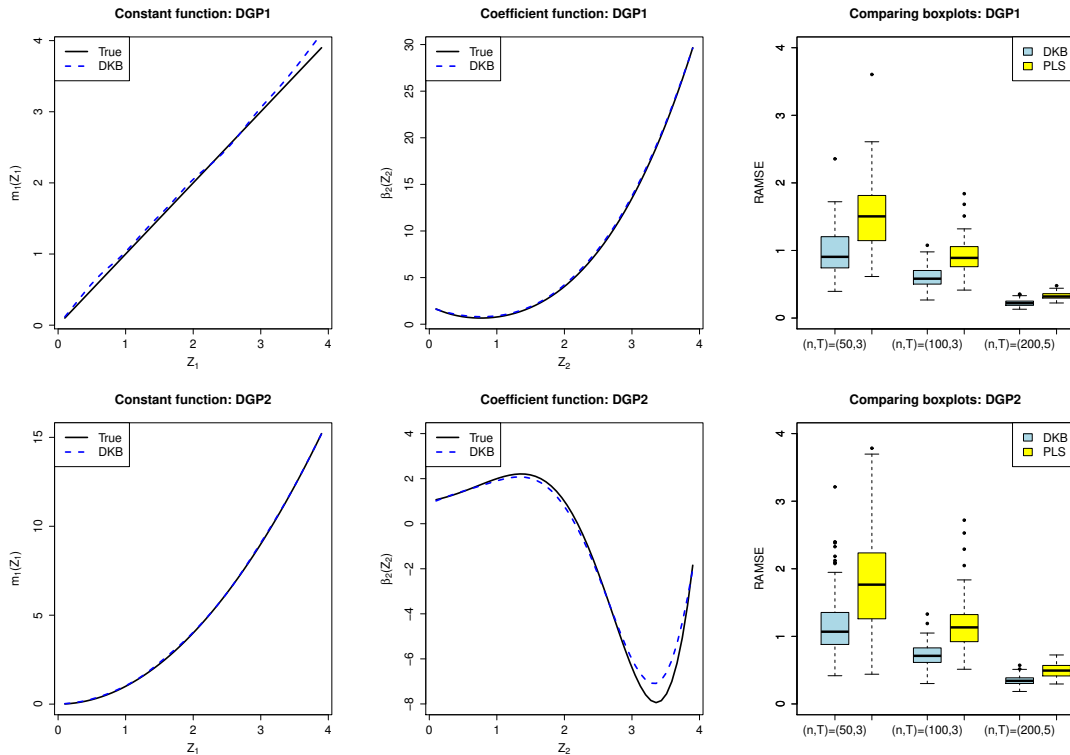 Constant function: DGP1
m₁(Z₁)
0 1 2 3 4
True
DKB
0 1 2 3 4
Z₁
Coefficient function: DGP1
β₂(Z₂)
0 5 10 15 20 25 30
True
DKB
0 1 2 3 4
Z₂
Comparing boxplots: DGP1
RAMSE
0 1 2 3 4
DKB
PLS
(n,T)=(50,3) (n,T)=(100,3) (n,T)=(200,5)
Constant function: DGP2
m₁(Z₁)
0 5 10 15
True
DKB
0 1 2 3 4
Z₁
Coefficient function: DGP2
β₂(Z₂)
−8 −6 −4 −2 0 2 4
True
DKB
0 1 2 3 4
Z₂
Comparing boxplots: DGP2
RAMSE
0 1 2 3 4
DKB
PLS
(n,T)=(50,3) (n,T)=(100,3) (n,T)=(200,5)